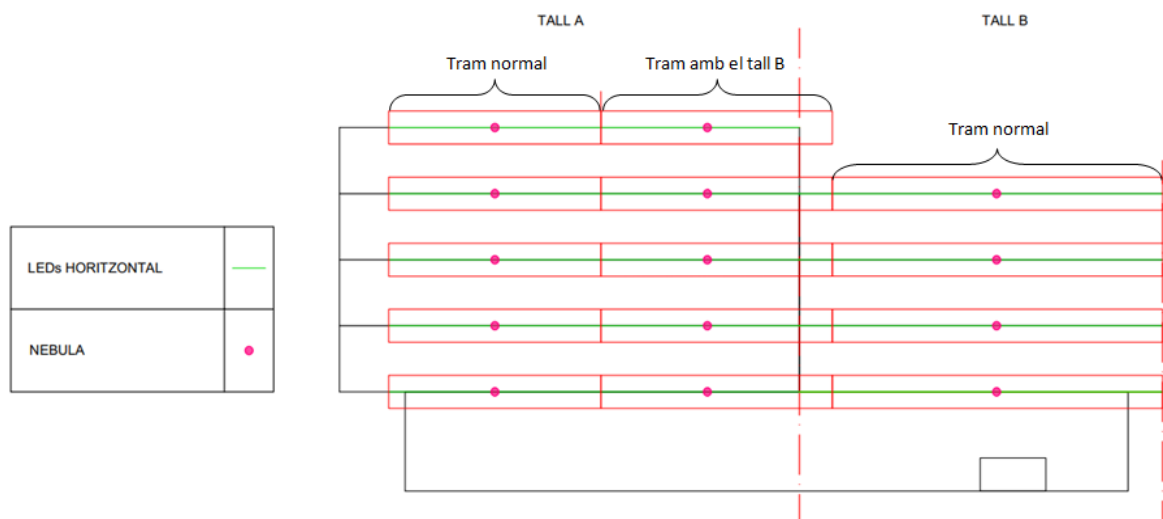 TALL A
TALL B
Tram normal
Tram amb el tall B
Tram normal
LEDs HORITZONTAL
NEBULA